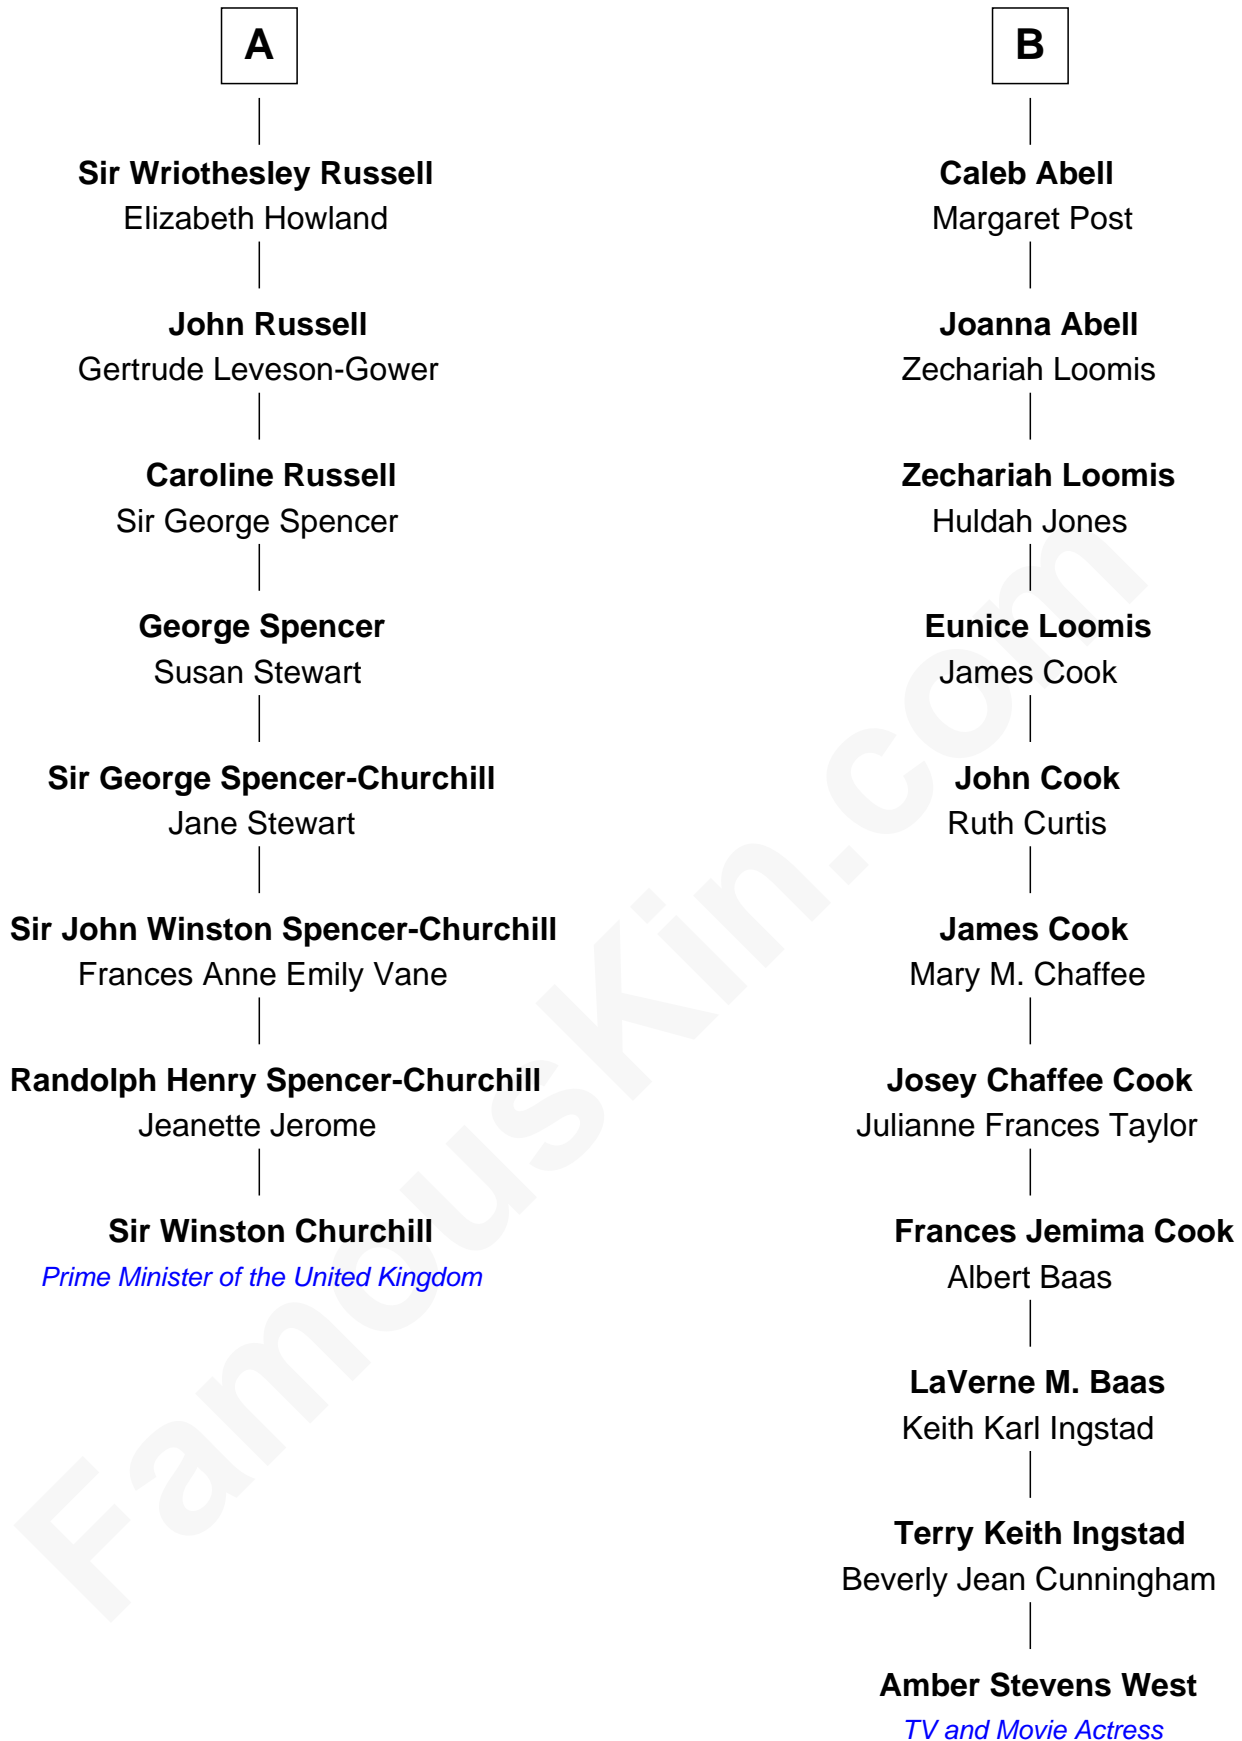 A
Sir Wriothesley Russell
Elizabeth Howland
John Russell
Gertrude Leveson-Gower
Caroline Russell
Sir George Spencer
George Spencer
Susan Stewart
Sir George Spencer-Churchill
Jane Stewart
Sir John Winston Spencer-Churchill
Frances Anne Emily Vane
Randolph Henry Spencer-Churchill
Jeanette Jerome
Sir Winston Churchill
Prime Minister of the United Kingdom
B
Caleb Abell
Margaret Post
Joanna Abell
Zechariah Loomis
Zechariah Loomis
Huldah Jones
Eunice Loomis
James Cook
John Cook
Ruth Curtis
James Cook
Mary M. Chaffee
Josey Chaffee Cook
Julianne Frances Taylor
Frances Jemima Cook
Albert Baas
LaVerne M. Baas
Keith Karl Ingstad
Terry Keith Ingstad
Beverly Jean Cunningham
Amber Stevens West
TV and Movie Actress
FamousKin.com